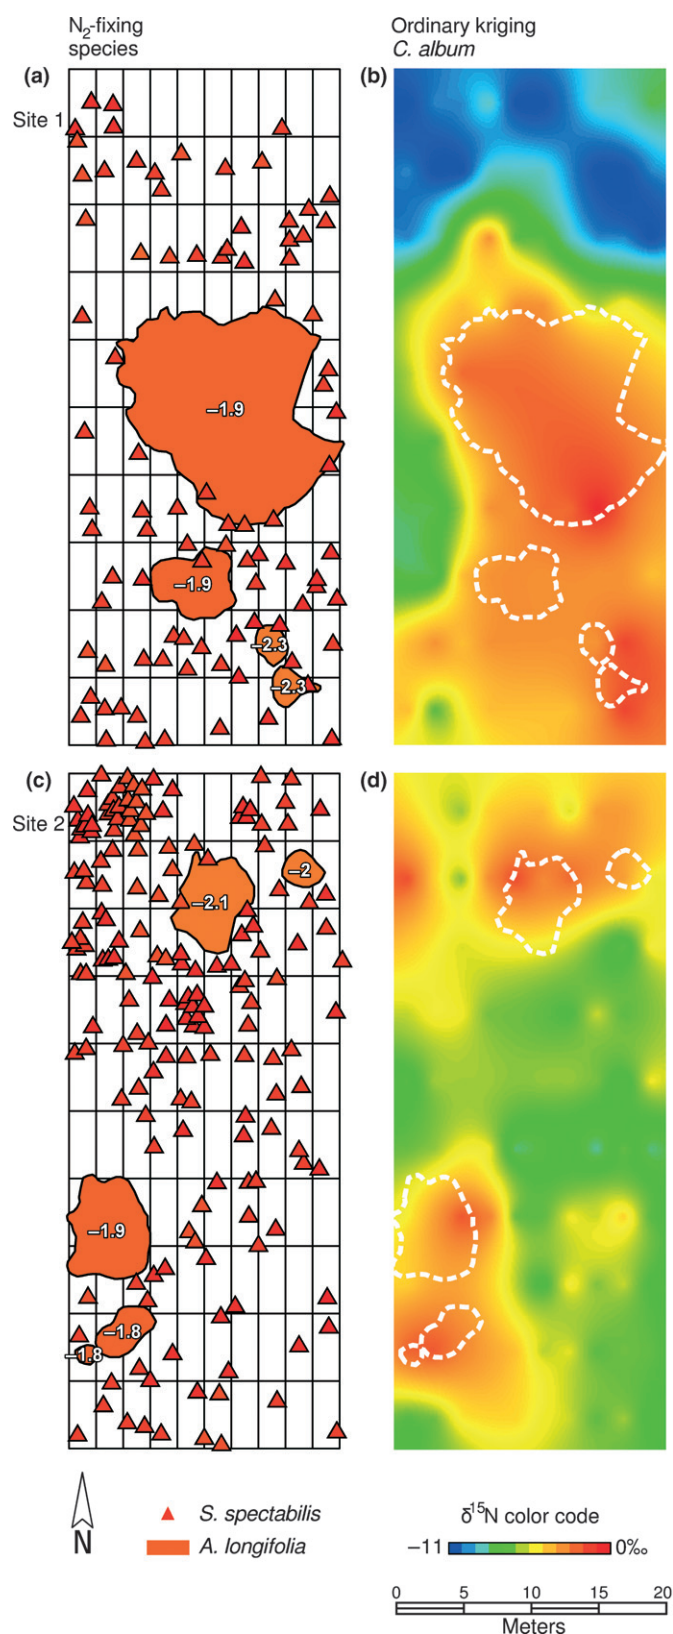 N₂-fixing
species
Ordinary kriging
C. album
(a)
(b)
Site 1
–1.9
–1.9
–2.3
–2.3
(c)
(d)
Site 2
–2
–2.1
–1.9
–1.8
–1.8
N
S. spectabilis
A. longifolia
δ¹⁵N color code
–11
0‰
0 5 10 15 20
Meters